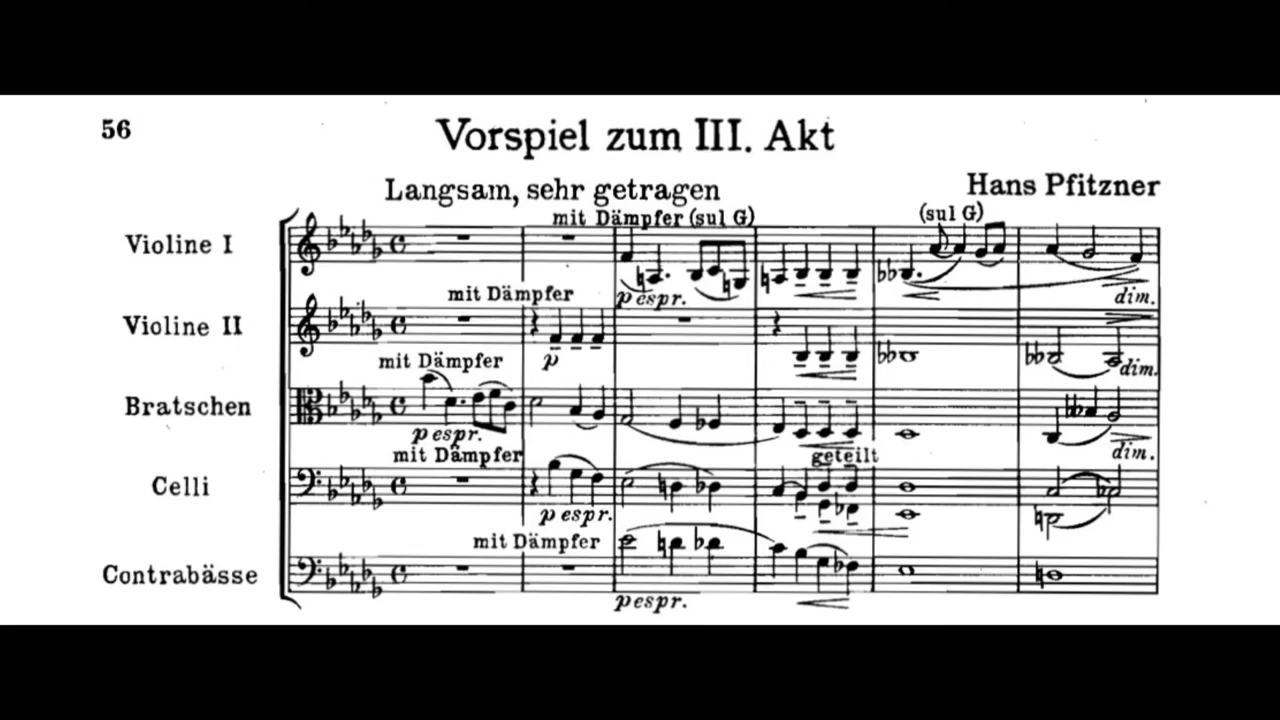 56
Vorspiel zum III. Akt
Langsam, sehr getragen
Hans Pfitzner
mit Dämpfer (sul G)
(sul G)
Violine I
p espr.
dim.
mit Dämpfer
Violine II
p
dim.
mit Dämpfer
Bratschen
p espr.
dim.
mit Dämpfer
geteilt
Celli
p espr.
mit Dämpfer
Contrabässe
p espr.